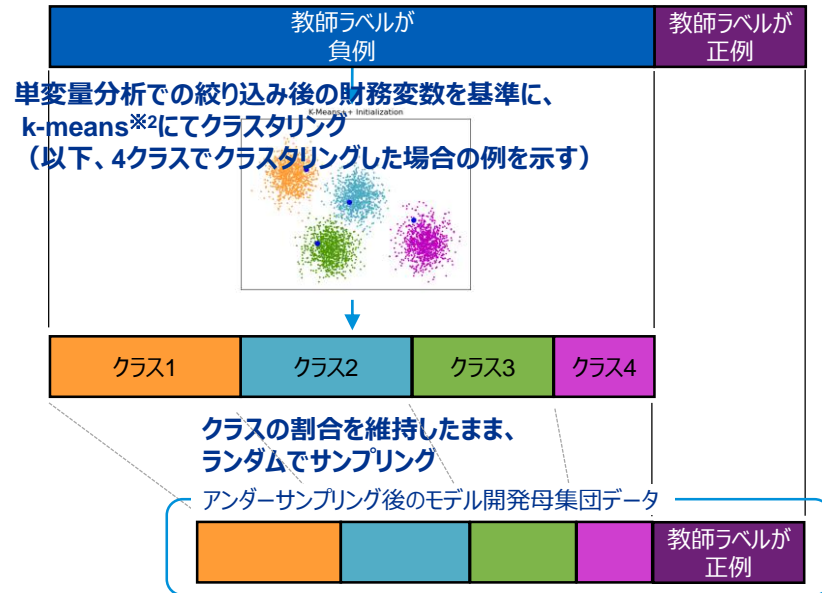 教師ラベルが
負例
教師ラベルが
正例
単変量分析での絞り込み後の財務変数を基準に、
k-means※2にてクラスタリング
K-Means++ Initialization
（以下、4クラスでクラスタリングした場合の例を示す）
クラス1
クラス2
クラス3
クラス4
クラスの割合を維持したまま、
ランダムでサンプリング
アンダーサンプリング後のモデル開発母集団データ
教師ラベルが
正例